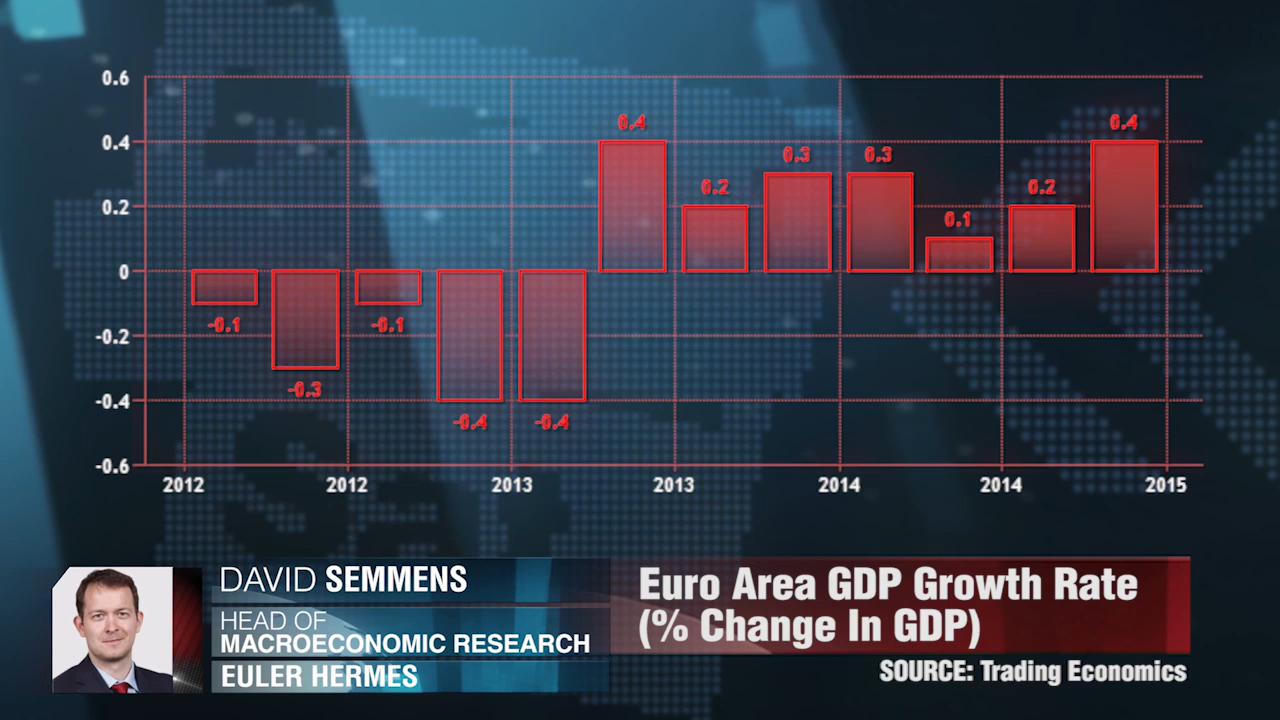 0.6
0.4
0.2
0
-0.2
-0.4
-0.6
-0.1
-0.3
-0.1
-0.4
-0.4
0.4
0.2
0.3
0.3
0.1
0.2
0.4
2012 2012 2013 2013 2014 2014 2015
DAVID SEMMENS
HEAD OF
MACROECONOMIC RESEARCH
EULER HERMES
Euro Area GDP Growth Rate
(% Change In GDP)
SOURCE: Trading Economics